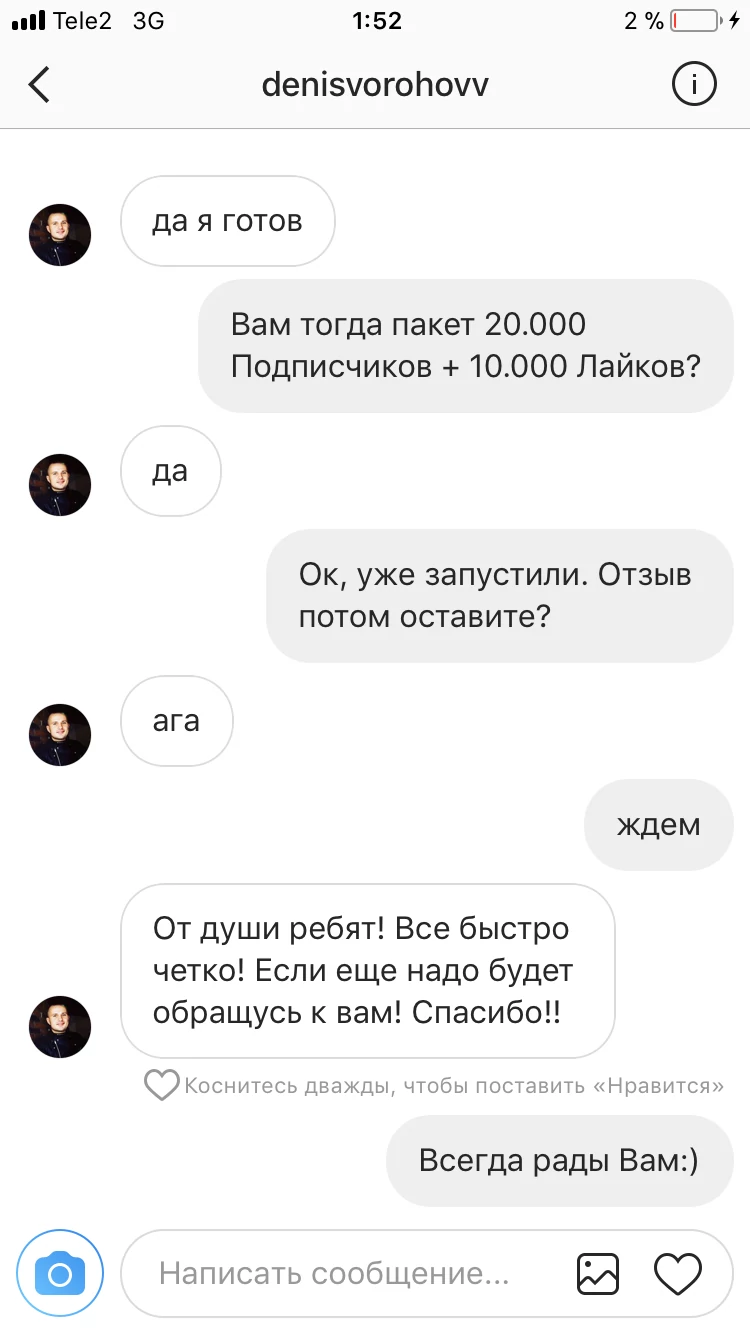 Tele2 3G 1:52 2 %
denisvorohovv
да я готов
Вам тогда пакет 20.000
Подписчиков + 10.000 Лайков?
да
Ок, уже запустили. Отзыв
потом оставите?
ага
ждем
От души ребят! Все быстро
четко! Если еще надо будет
обращусь к вам! Спасибо!!
Коснитесь дважды, чтобы поставить «Нравится»
Всегда рады Вам:)
Написать сообщение...